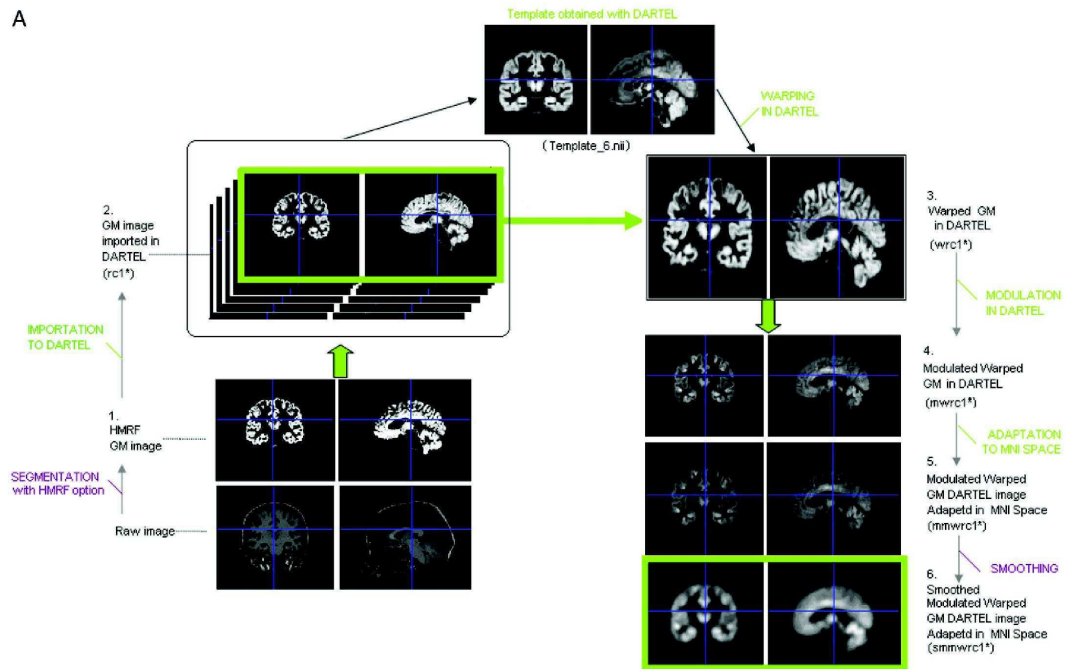 A
Template obtained with DARTEL
(Template_6.nii)
WARPING
IN DARTEL
2.
GM image
imported in
DARTEL
(rc1*)
IMPORTATION
TO DARTEL
1.
HMRF
GM image
SEGMENTATION
with HMRF option
Raw image
3.
Warped GM
in DARTEL
(wrc1*)
MODULATION
IN DARTEL
4.
Modulated Warped
GM in DARTEL
(mwrc1*)
ADAPTATION
TO MNI SPACE
5.
Modulated Warped
GM DARTEL image
Adapetd in MNI Space
(mmwrc1*)
SMOOTHING
6.
Smoothed
Modulated Warped
GM DARTEL image
Adapetd in MNI Space
(smmwrc1*)